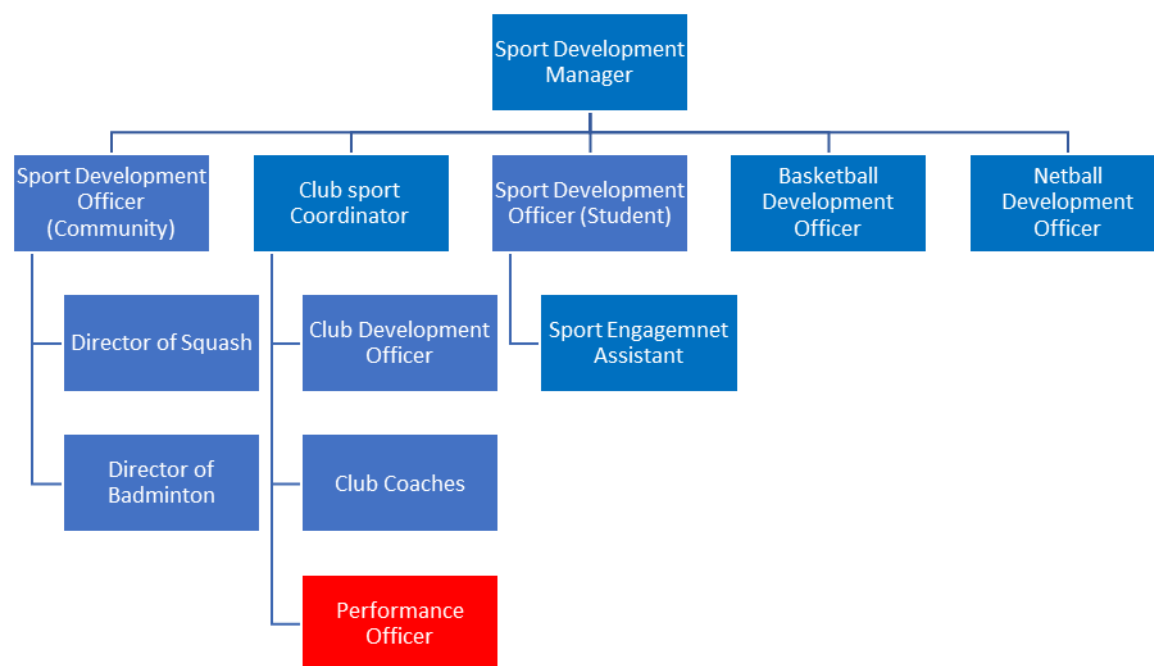 Sport Development
Manager
Sport Development
Officer
(Community)
Club sport
Coordinator
Sport Development
Officer (Student)
Basketball
Development
Officer
Netball
Development
Officer
Director of Squash
Club Development
Officer
Sport Engagemnet
Assistant
Director of
Badminton
Club Coaches
Performance
Officer